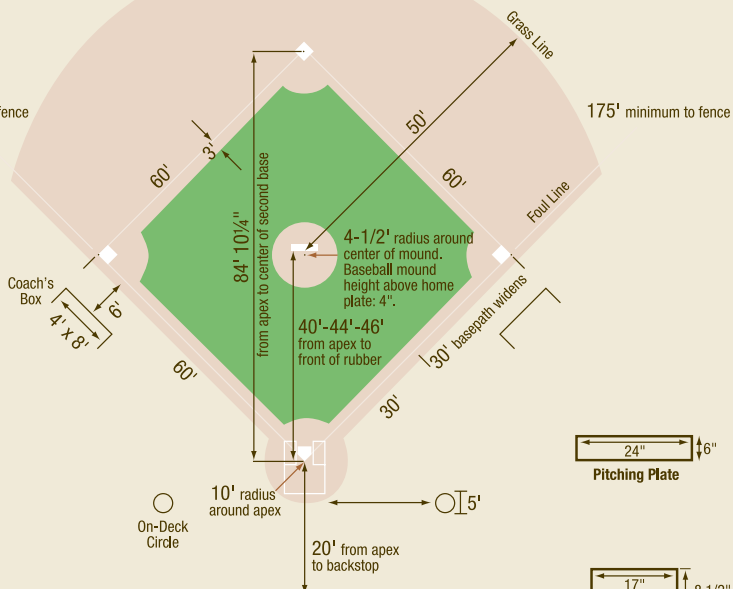 Grass Line
fence
175' minimum to fence
50'
3'
60'
60'
84' 10¼"
from apex to center of second base
Foul Line
4-1/2' radius around
center of mound.
Baseball mound
height above home
plate: 4".
Coach's
Box
6'
4' x 8'
40'-44'-46'
from apex to
front of rubber
30' basepath widens
60'
30'
24"
6"
Pitching Plate
10' radius
around apex
5'
On-Deck
Circle
20' from apex
to backstop
17"
8-1/2"